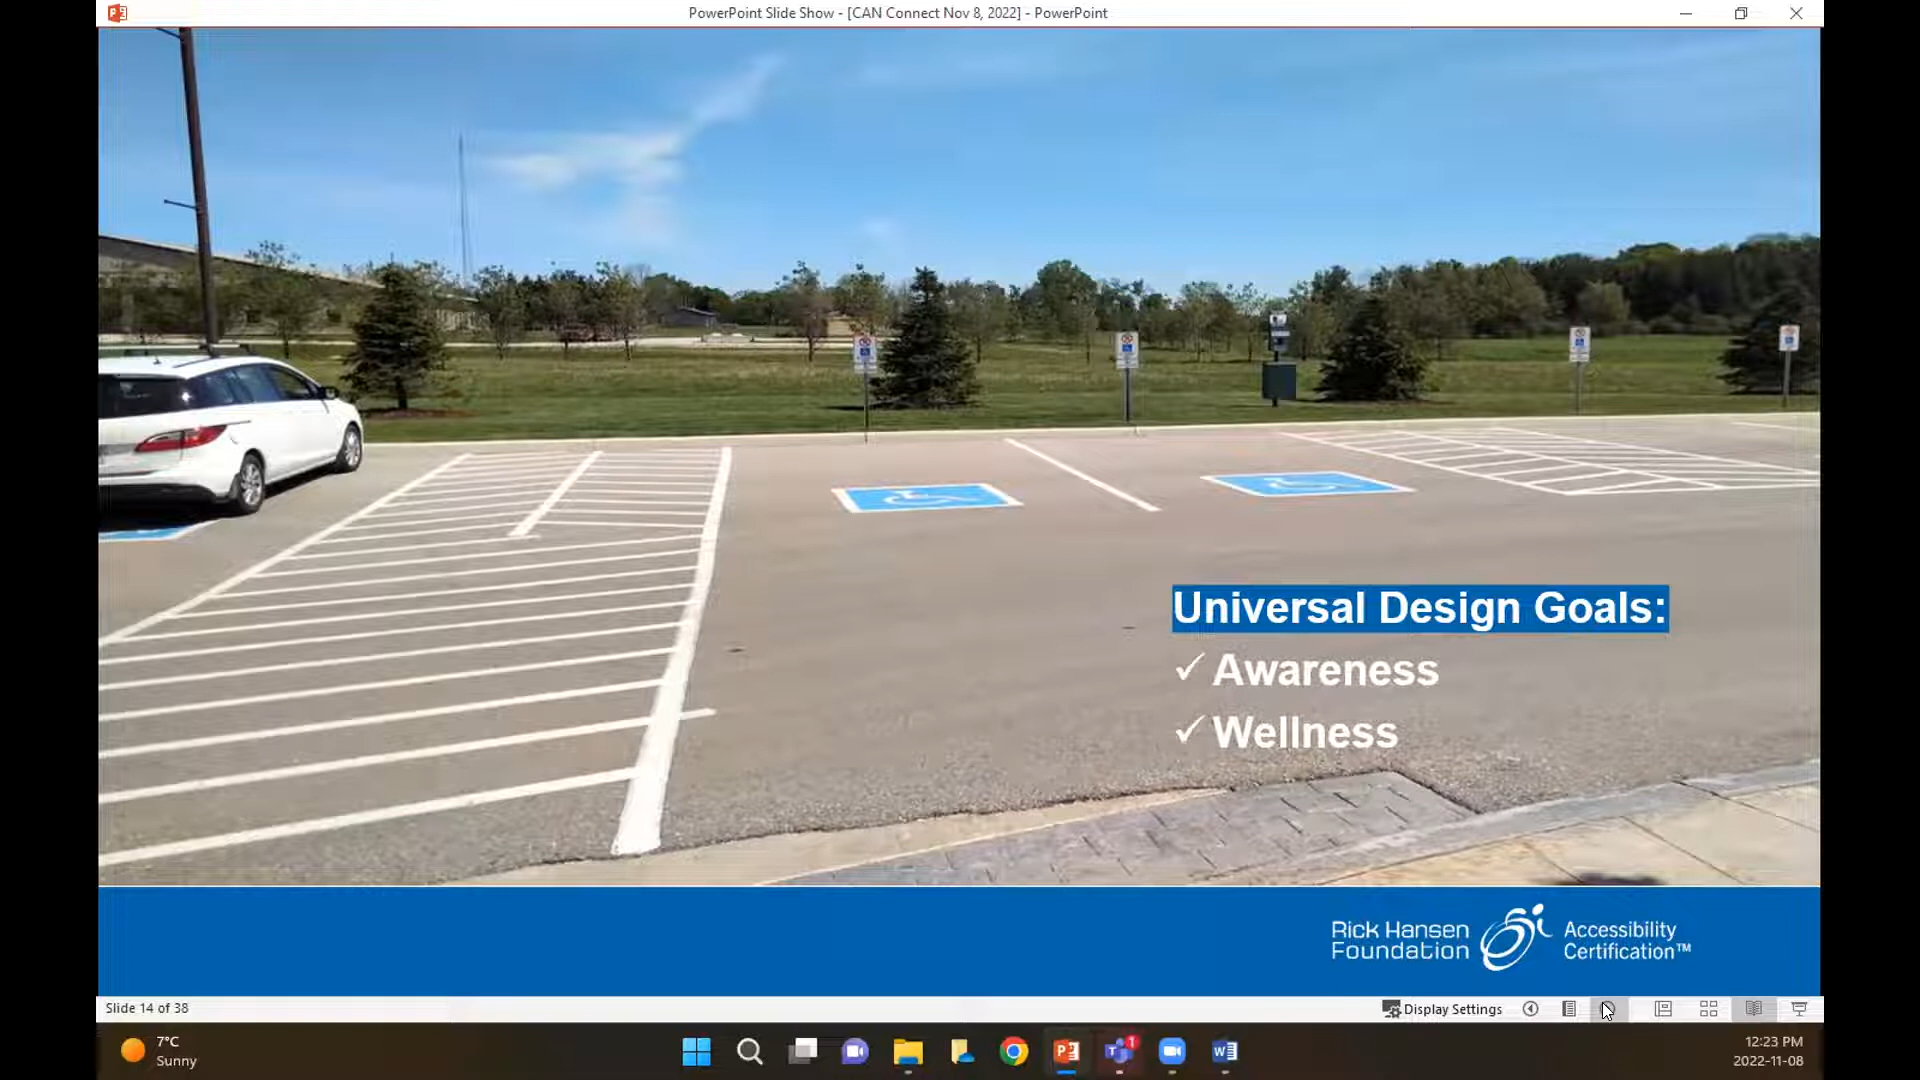 PowerPoint Slide Show - [CAN Connect Nov 8, 2022] - PowerPoint
Universal Design Goals:
✓ Awareness
✓ Wellness
Rick Hansen
Foundation
Accessibility
Certification™
Slide 14 of 38
Display Settings
7°C
Sunny
1
12:23 PM
2022-11-08